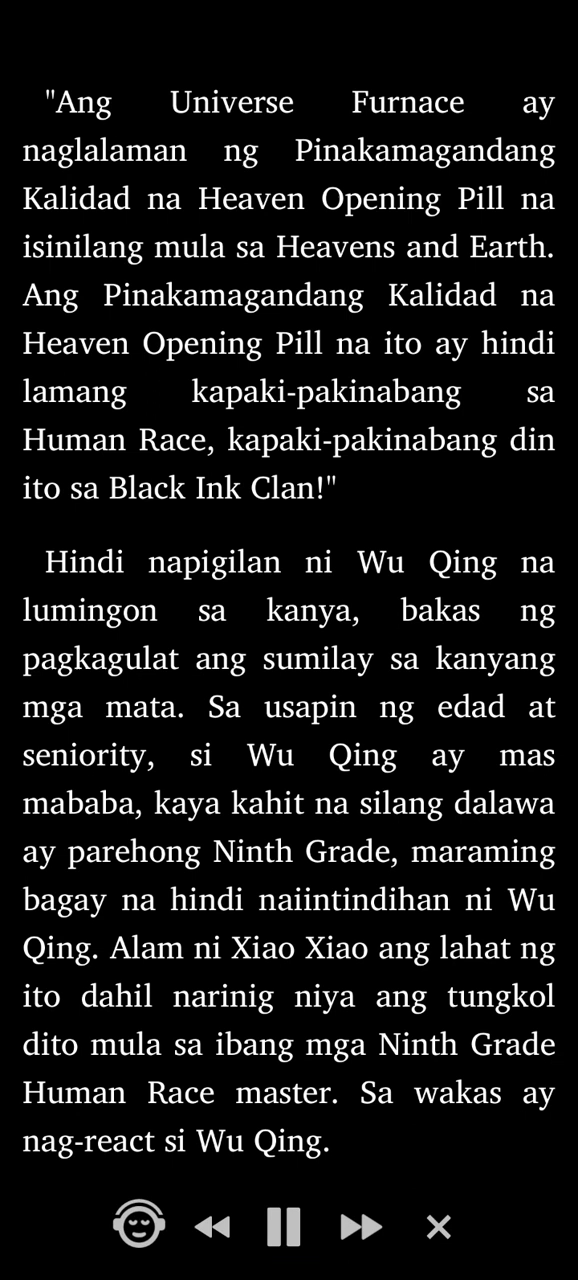 "Ang Universe Furnace ay
naglalaman ng Pinakamagandang
Kalidad na Heaven Opening Pill na
isinilang mula sa Heavens and Earth.
Ang Pinakamagandang Kalidad na
Heaven Opening Pill na ito ay hindi
lamang kapaki-pakinabang sa
Human Race, kapaki-pakinabang din
ito sa Black Ink Clan!"
Hindi napigilan ni Wu Qing na
lumingon sa kanya, bakas ng
pagkagulat ang sumilay sa kanyang
mga mata. Sa usapin ng edad at
seniority, si Wu Qing ay mas
mababa, kaya kahit na silang dalawa
ay parehong Ninth Grade, maraming
bagay na hindi naiintindihan ni Wu
Qing. Alam ni Xiao Xiao ang lahat ng
ito dahil narinig niya ang tungkol
dito mula sa ibang mga Ninth Grade
Human Race master. Sa wakas ay
nag-react si Wu Qing.